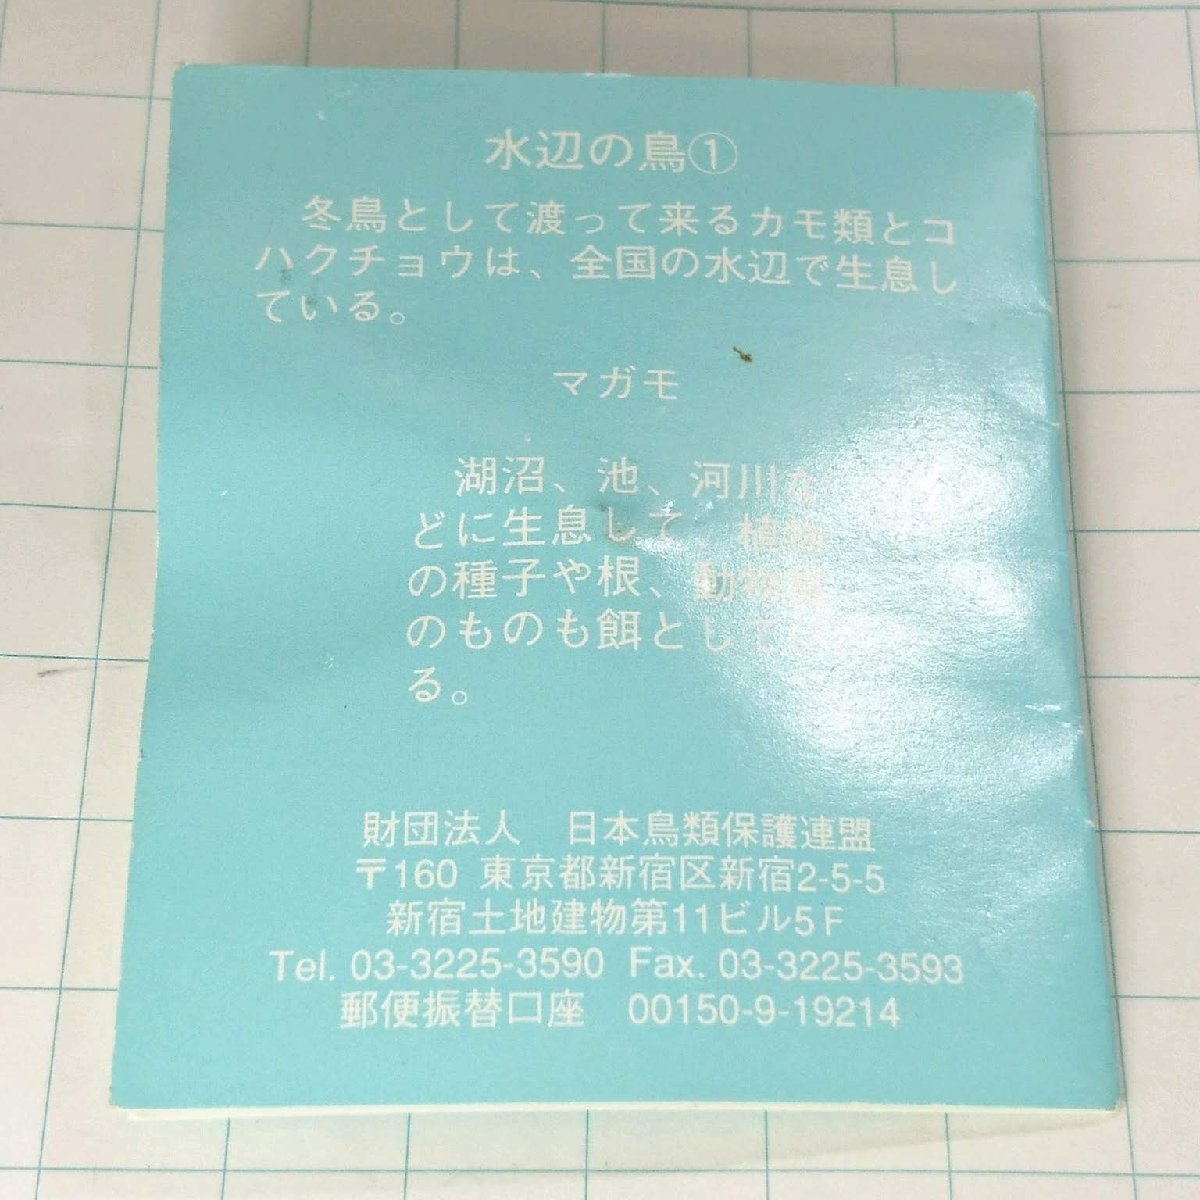 水辺の鳥①
冬鳥として渡って来るカモ類とコ
ハクチョウは、全国の水辺で生息し
ている。
マガモ
湖沼、池、河川な
どに生息して、植物
の種子や根、動物質
のものも餌としてい
る。
財団法人 日本鳥類保護連盟
〒160 東京都新宿区新宿2-5-5
新宿土地建物第11ビル5F
Tel. 03-3225-3590 Fax. 03-3225-3593
郵便振替口座 00150-9-19214